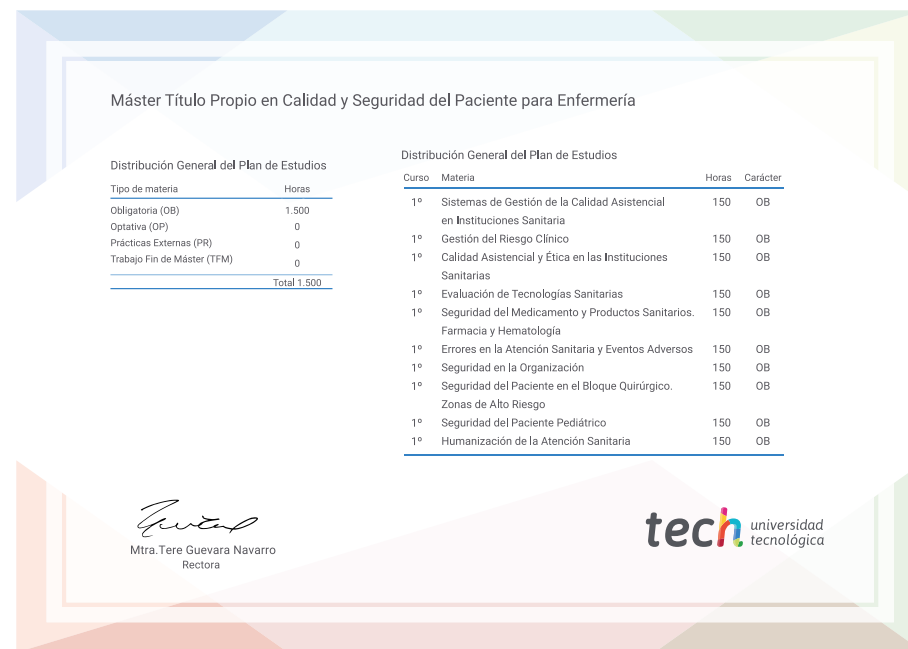 Máster Título Propio en Calidad y Seguridad del Paciente para Enfermería
Distribución General del Plan de Estudios
Tipo de materia Horas
Obligatoria (OB) 1.500
Optativa (OP) 0
Prácticas Externas (PR) 0
Trabajo Fin de Máster (TFM) 0
Total 1.500
Distribución General del Plan de Estudios
Curso Materia Horas Carácter
1º Sistemas de Gestión de la Calidad Asistencial 150 OB
en Instituciones Sanitaria
1º Gestión del Riesgo Clínico 150 OB
1º Calidad Asistencial y Ética en las Instituciones 150 OB
Sanitarias
1º Evaluación de Tecnologías Sanitarias 150 OB
1º Seguridad del Medicamento y Productos Sanitarios. 150 OB
Farmacia y Hematología
1º Errores en la Atención Sanitaria y Eventos Adversos 150 OB
1º Seguridad en la Organización 150 OB
1º Seguridad del Paciente en el Bloque Quirúrgico. 150 OB
Zonas de Alto Riesgo
1º Seguridad del Paciente Pediátrico 150 OB
1º Humanización de la Atención Sanitaria 150 OB
Mtra.Tere Guevara Navarro
Rectora
tech universidad
tecnológica